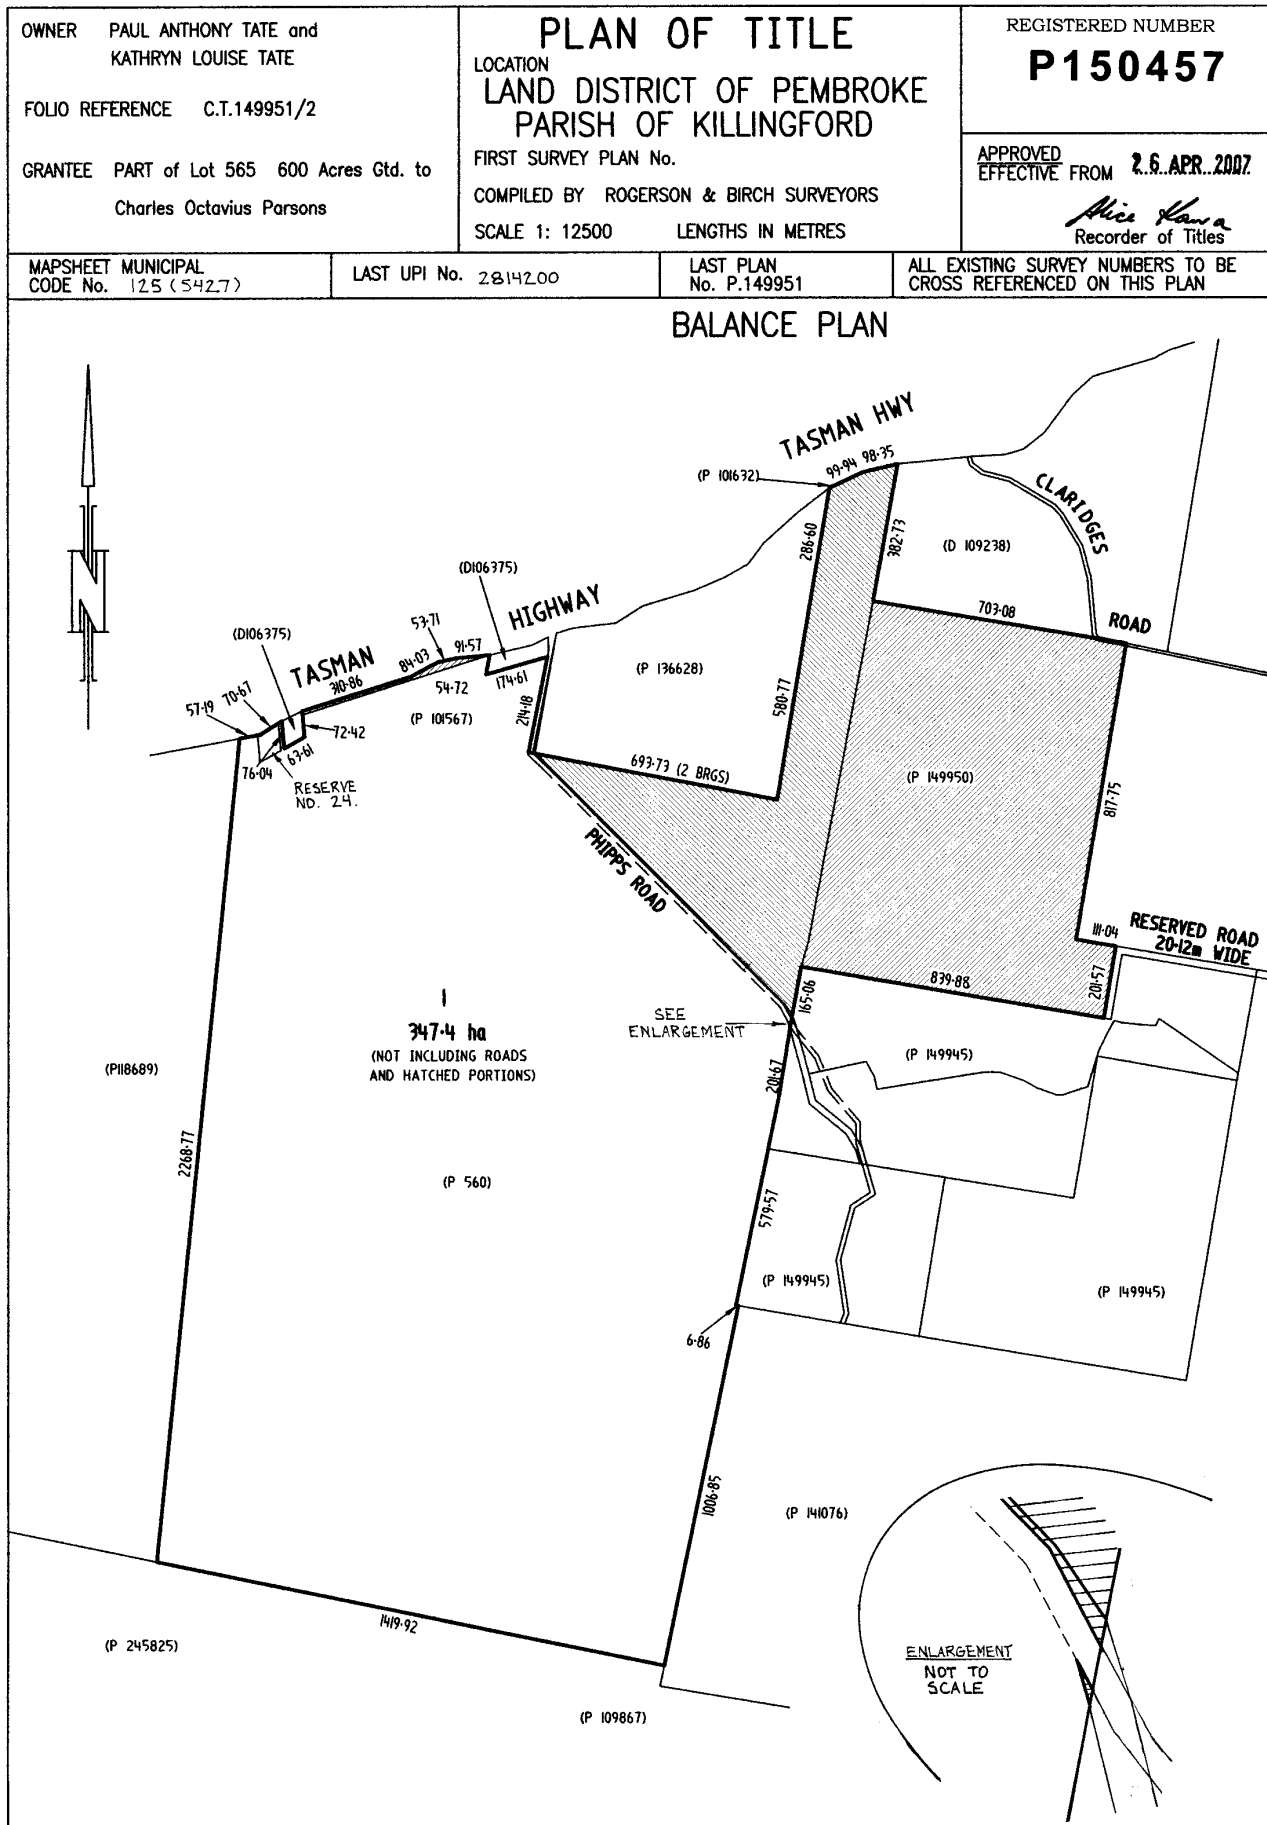 OWNER PAUL ANTHONY TATE and
KATHRYN LOUISE TATE
FOLIO REFERENCE C.T.149951/2
GRANTEE PART of Lot 565 600 Acres Gtd. to
Charles Octavius Parsons
PLAN OF TITLE
LOCATION
LAND DISTRICT OF PEMBROKE
PARISH OF KILLINGFORD
FIRST SURVEY PLAN No.
COMPILED BY ROGERSON & BIRCH SURVEYORS
SCALE 1: 12500 LENGTHS IN METRES
REGISTERED NUMBER
P150457
APPROVED
EFFECTIVE FROM 26 APR 2007
Recorder of Titles
MAPSHEET MUNICIPAL
CODE No. 125 (5427)
LAST UPI No. 2814200
LAST PLAN
No. P.149951
ALL EXISTING SURVEY NUMBERS TO BE
CROSS REFERENCED ON THIS PLAN
BALANCE PLAN
N
TASMAN HWY
(P 101632)
99·94
98·35
CLARIDGES
286·60
382·73
(D 109238)
(D106375)
HIGHWAY
703·08
ROAD
53·71
91·57
(D106375)
TASMAN
84·03
(P 136628)
310·86
54·72
174·61
70·67
57·19
(P 101567)
214·18
580·77
72·42
63·61
76·04
693·73 (2 BRGS)
(P 149950)
RESERVE
NO. 24.
817·75
PHIPPS ROAD
111·04
RESERVED ROAD
20·12m WIDE
839·88
201·57
165·06
1
347·4 ha
(NOT INCLUDING ROADS
AND HATCHED PORTIONS)
SEE
ENLARGEMENT
(P 149945)
(P118689)
201·67
2268·77
(P 560)
579·57
(P 149945)
(P 149945)
6·86
1006·85
(P 141076)
1419·92
(P 245825)
ENLARGEMENT
NOT TO
SCALE
(P 109867)